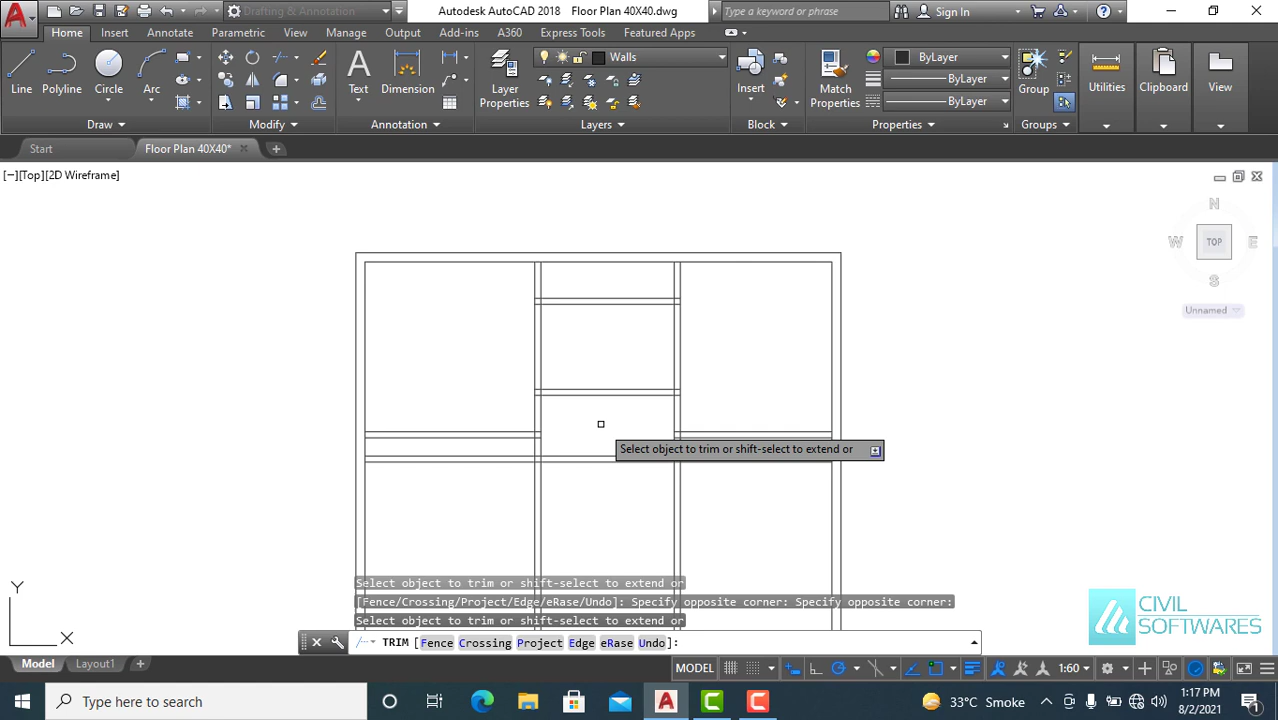 Drafting & Annotation
Autodesk AutoCAD 2018 Floor Plan 40X40.dwg
Type a keyword or phrase
Sign In
Home Insert Annotate Parametric View Manage Output Add-ins A360 Express Tools Featured Apps
Walls
ByLayer
ByLayer
ByLayer
Line Polyline Circle Arc
Text Dimension
Layer Properties
Insert
Match Properties
Group
Utilities
Clipboard
View
Draw Modify Annotation Layers Block Properties Groups
Start
Floor Plan 40X40*
[−][Top][2D Wireframe]
N
W TOP E
S
Unnamed
Select object to trim or shift-select to extend or
Y
X
Select object to trim or shift-select to extend or
[Fence/Crossing/Project/Edge/eRase/Undo]: Specify opposite corner: Specify opposite corner:
Select object to trim or shift-select to extend or
TRIM [Fence Crossing Project Edge eRase Undo]:
CIVIL
SOFTWARES
Model Layout1
MODEL
1:60
Type here to search
33°C Smoke
1:17 PM
8/2/2021
1